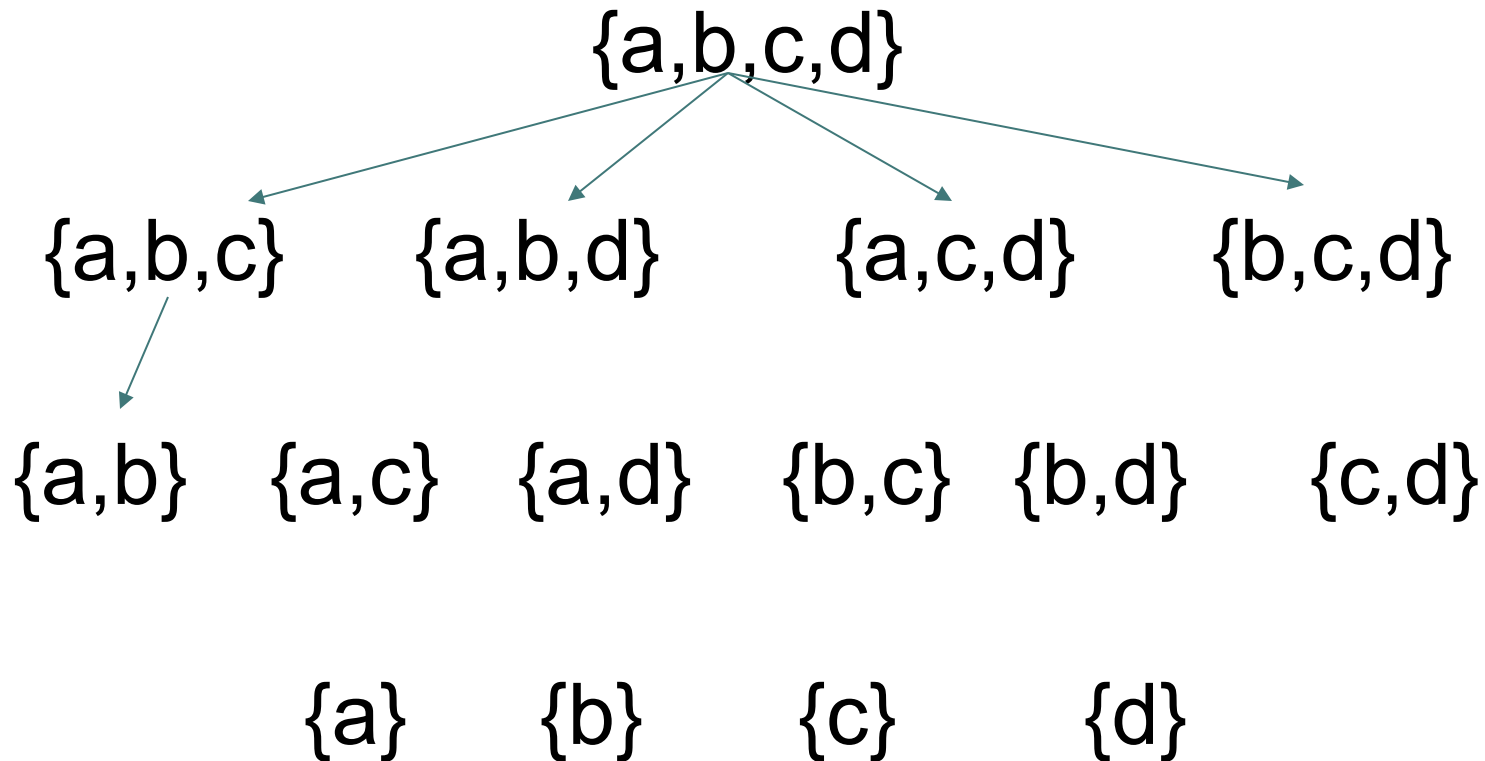 {a,b,c,d}
{a,b,c} {a,b,d} {a,c,d} {b,c,d}
{a,b} {a,c} {a,d} {b,c} {b,d} {c,d}
{a} {b} {c} {d}